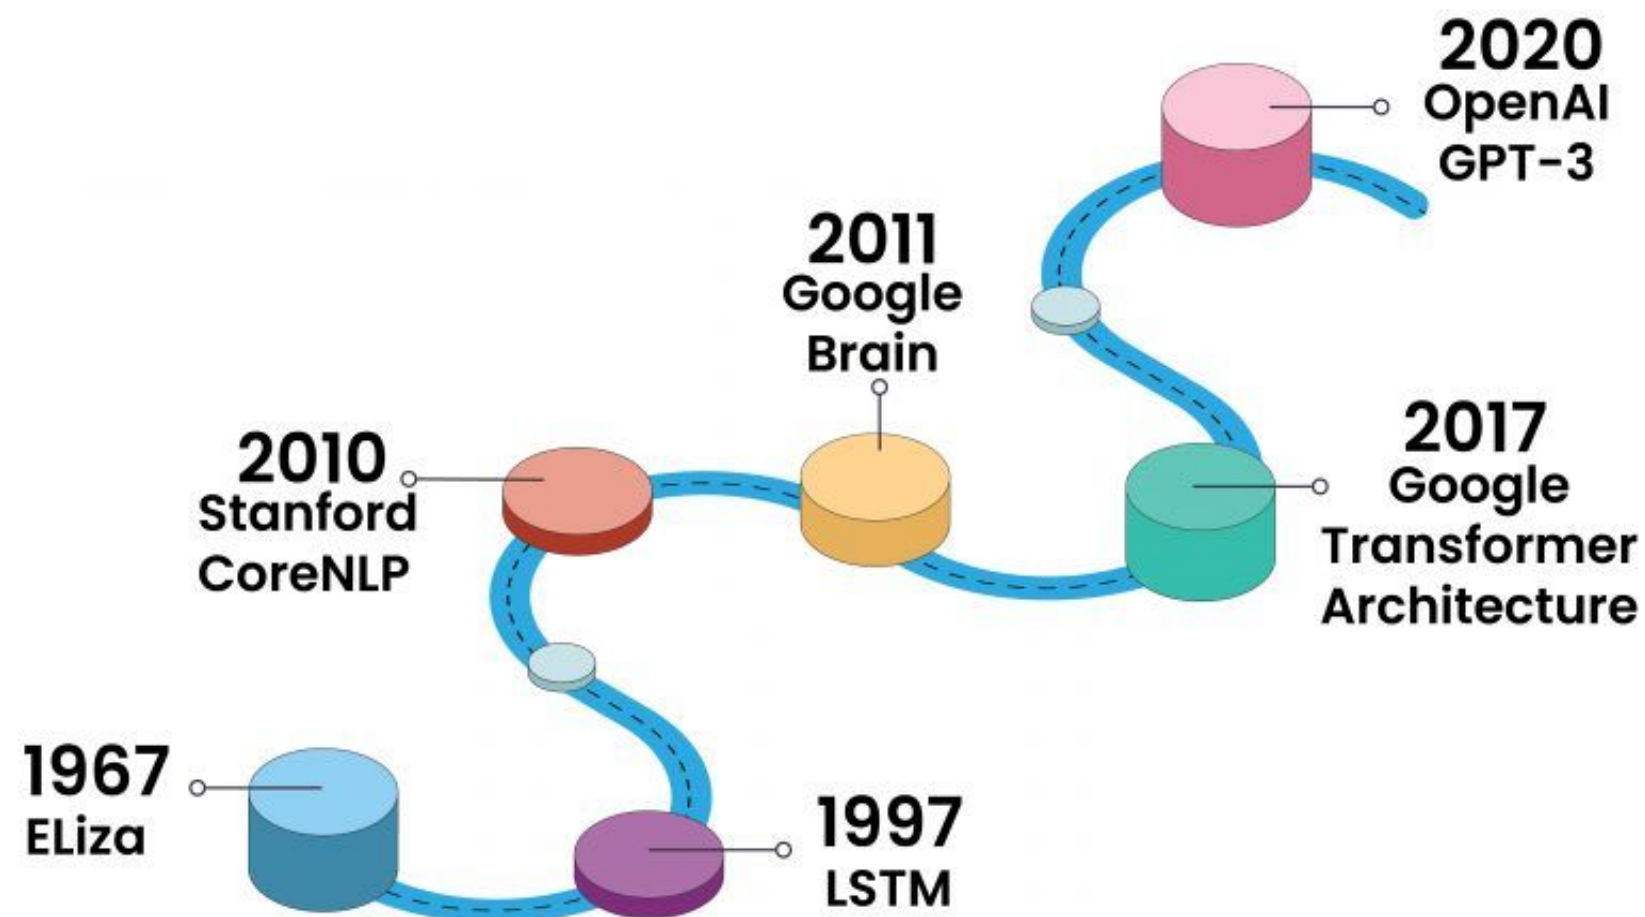 1967
ELiza
1997
LSTM
2010
Stanford
CoreNLP
2011
Google
Brain
2017
Google
Transformer
Architecture
2020
OpenAI
GPT-3